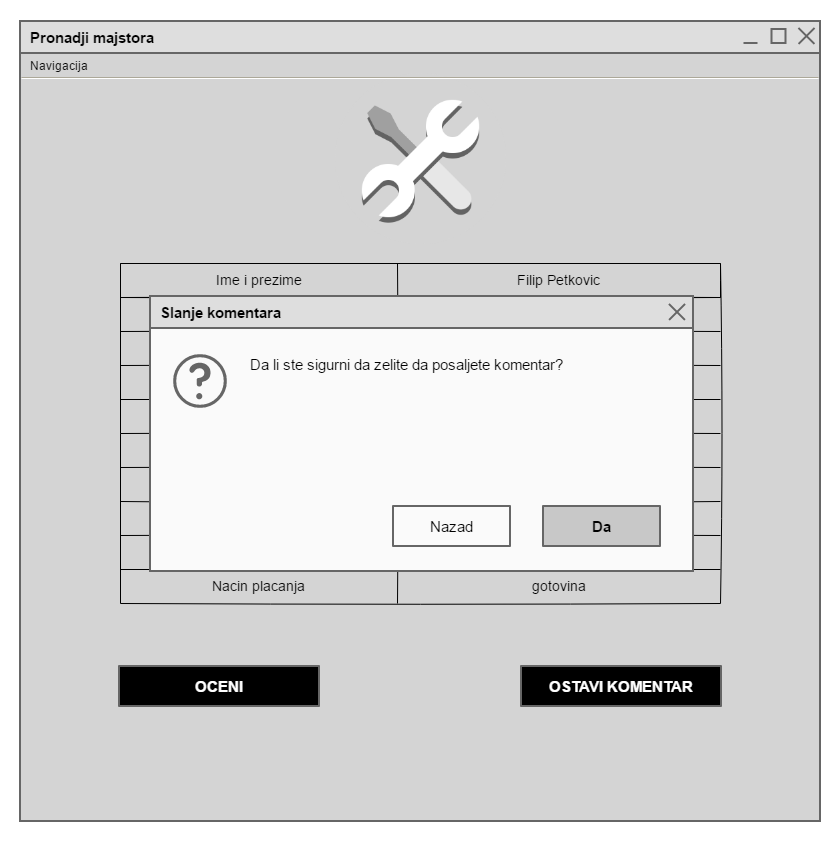 Pronadji majstora
Navigacija
Ime i prezime Filip Petkovic
Slanje komentara
Da li ste sigurni da zelite da posaljete komentar?
Nazad Da
Nacin placanja gotovina
OCENI OSTAVI KOMENTAR